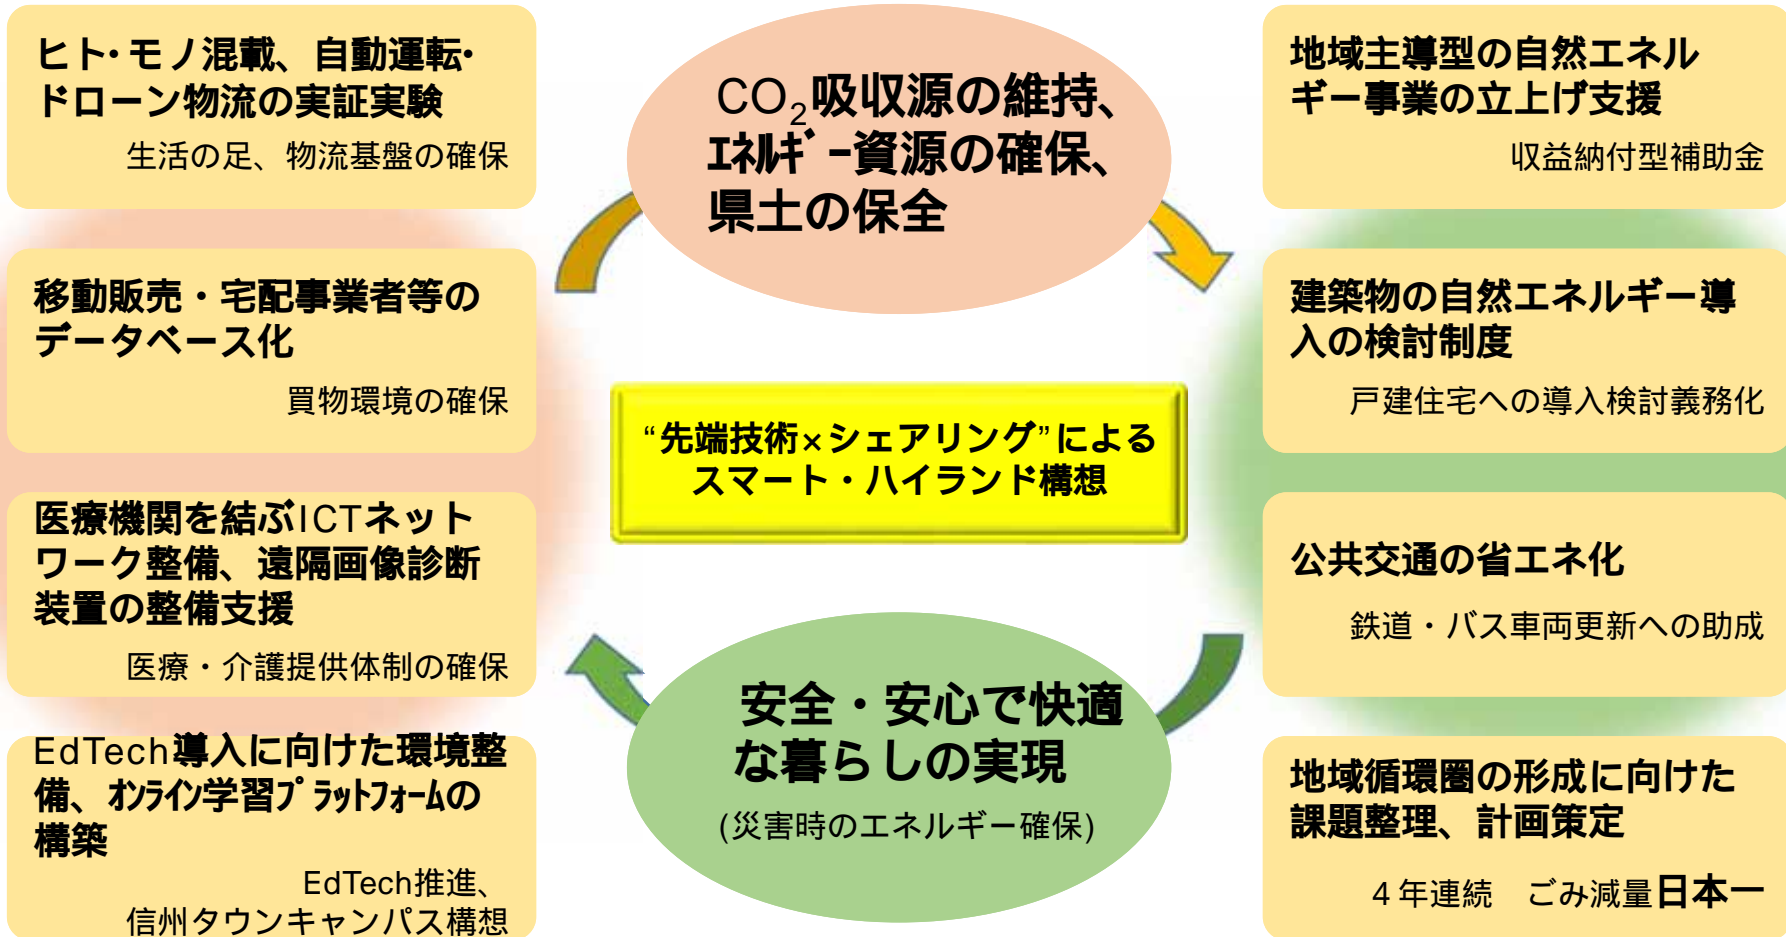 ヒト・モノ混載、自動運転・
ドローン物流の実証実験
生活の足、物流基盤の確保
移動販売・宅配事業者等の
データベース化
買物環境の確保
医療機関を結ぶICTネット
ワーク整備、遠隔画像診断
装置の整備支援
医療・介護提供体制の確保
EdTech導入に向けた環境整
備、ｵﾝﾗｲﾝ学習ﾌﾟﾗｯﾄﾌｫｰﾑの
構築
EdTech推進、
信州タウンキャンパス構想
CO₂吸収源の維持、
ｴﾈﾙｷﾞｰ資源の確保、
県土の保全
“先端技術×シェアリング”による
スマート・ハイランド構想
安全・安心で快適
な暮らしの実現
(災害時のエネルギー確保)
地域主導型の自然エネル
ギー事業の立上げ支援
収益納付型補助金
建築物の自然エネルギー導
入の検討制度
戸建住宅への導入検討義務化
公共交通の省エネ化
鉄道・バス車両更新への助成
地域循環圏の形成に向けた
課題整理、計画策定
４年連続　ごみ減量日本一